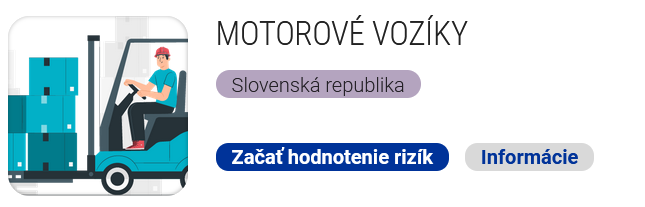 MOTOROVÉ VOZÍKY
Slovenská republika
Začať hodnotenie rizík
Informácie